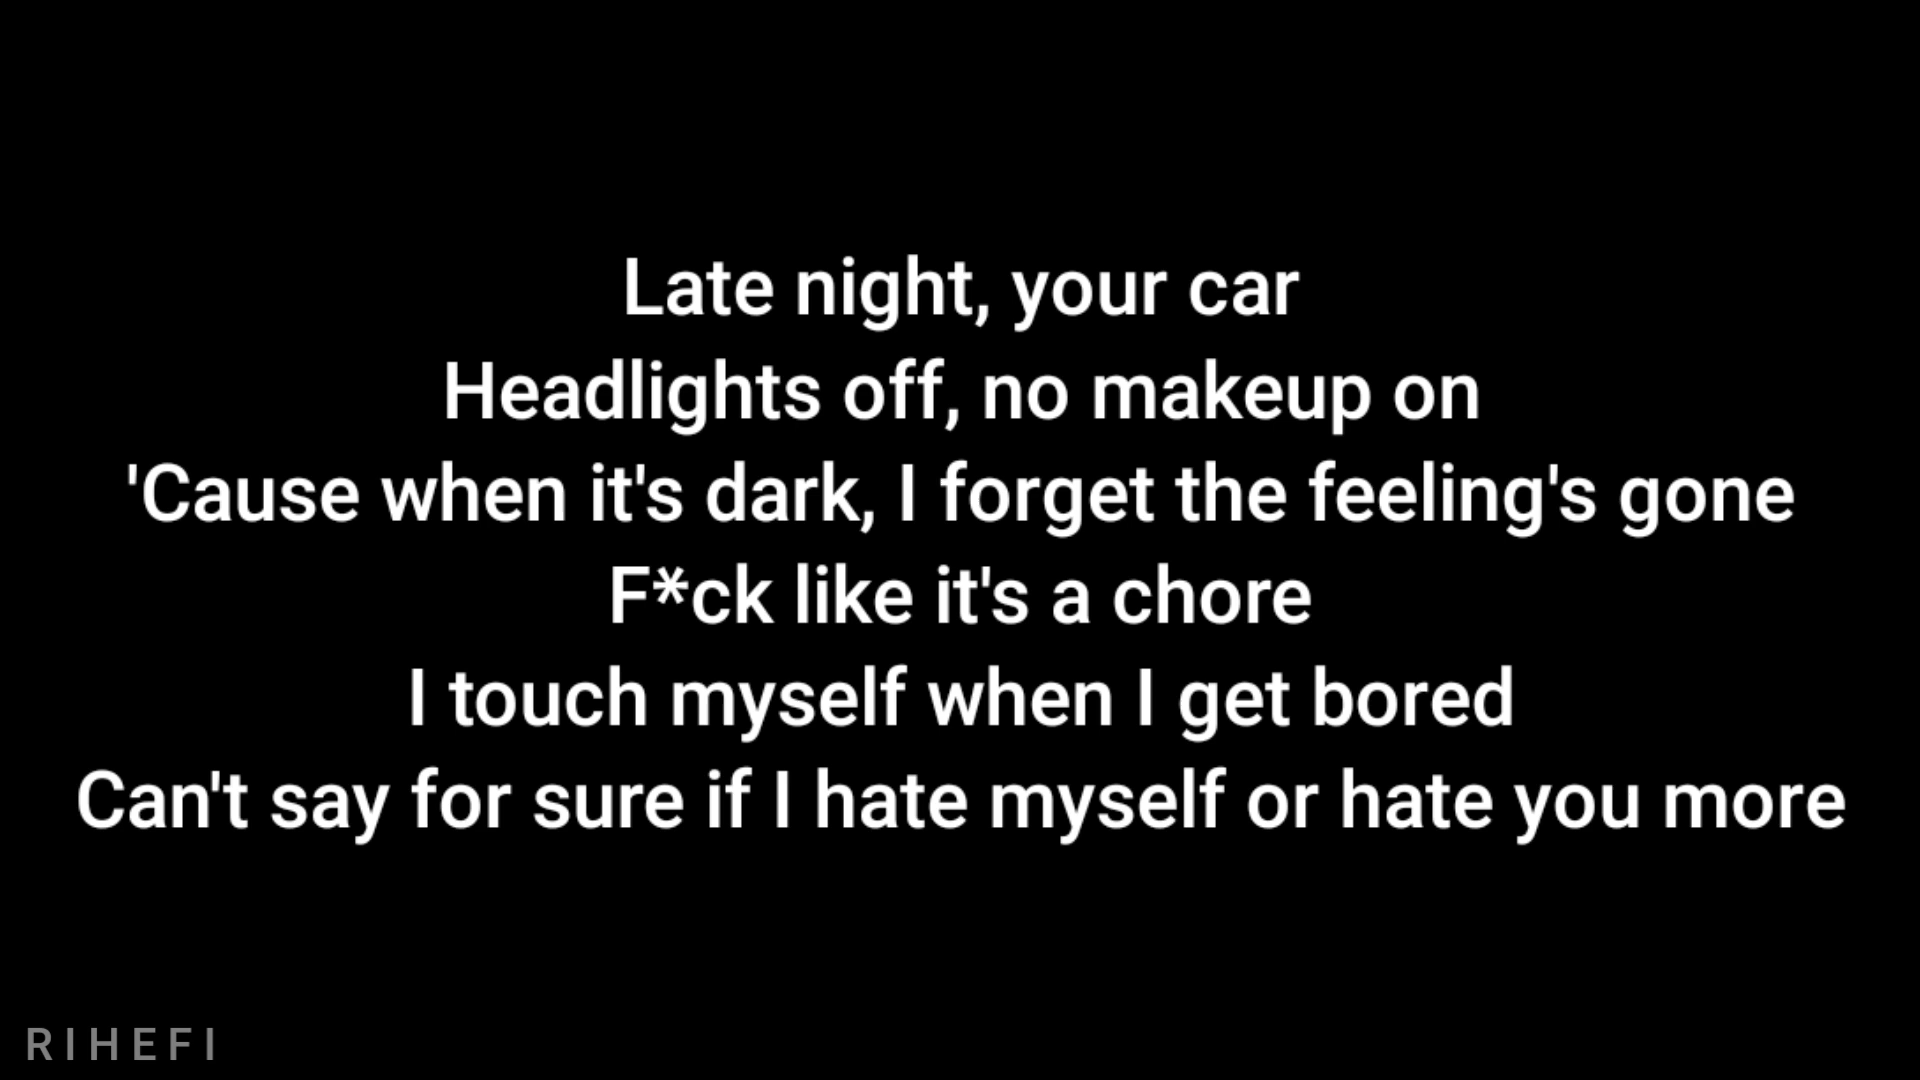 Late night, your car
Headlights off, no makeup on
'Cause when it's dark, I forget the feeling's gone
F*ck like it's a chore
I touch myself when I get bored
Can't say for sure if I hate myself or hate you more
RIHEFI